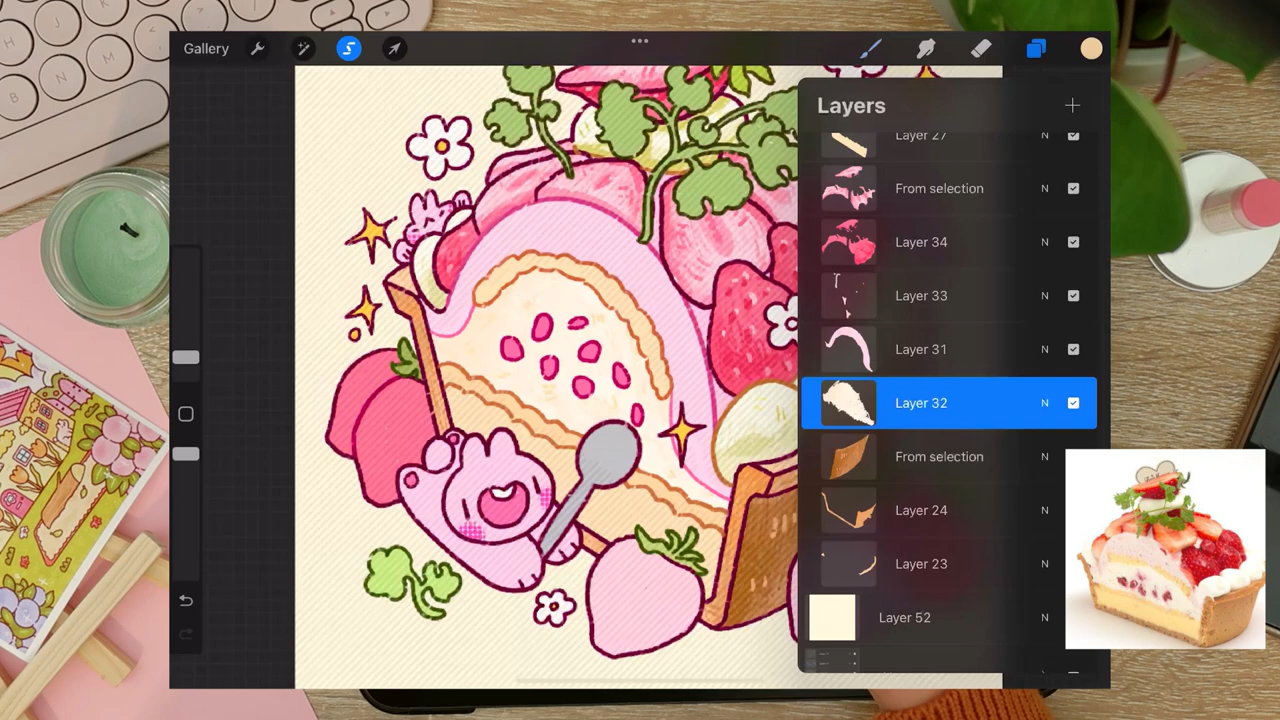 Gallery
Layers
Layer 27
N
From selection
N
Layer 34
N
Layer 33
N
Layer 31
N
Layer 32
N
From selection
N
Layer 24
N
Layer 23
N
Layer 52
N
H
J
M
N
B